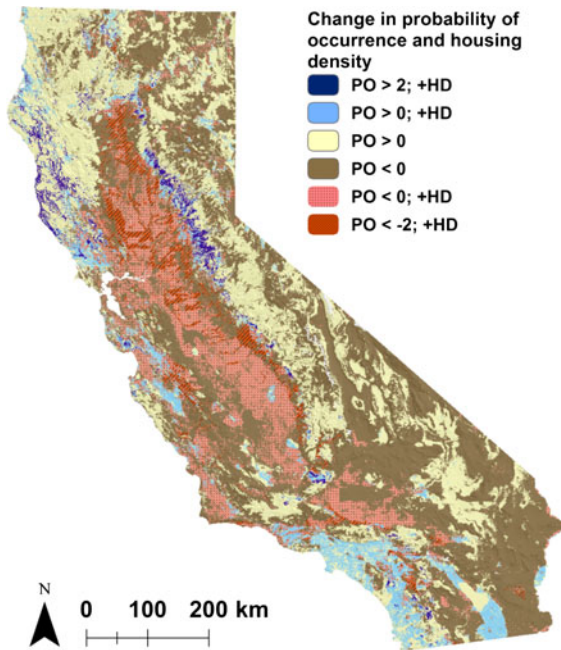 Change in probability of
occurrence and housing
density
PO > 2; +HD
PO > 0; +HD
PO > 0
PO < 0
PO < 0; +HD
PO < -2; +HD
N
0 100 200 km